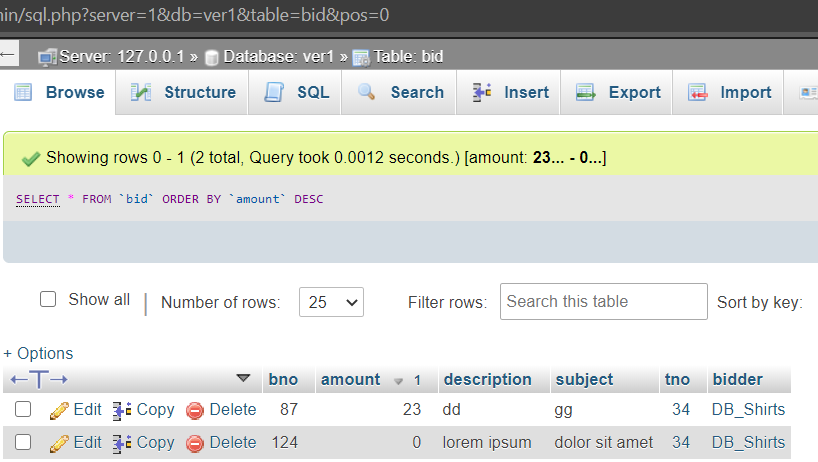 in/sql.php?server=1&db=ver1&table=bid&pos=0
Server: 127.0.0.1 » Database: ver1 » Table: bid
Browse Structure SQL Search Insert Export Import
Showing rows 0 - 1 (2 total, Query took 0.0012 seconds.) [amount: 23... - 0...]
SELECT * FROM `bid` ORDER BY `amount` DESC
Show all | Number of rows: 25 Filter rows: Search this table Sort by key:
+ Options
←T→ bno amount 1 description subject tno bidder
Edit Copy Delete 87 23 dd gg 34 DB_Shirts
Edit Copy Delete 124 0 lorem ipsum dolor sit amet 34 DB_Shirts